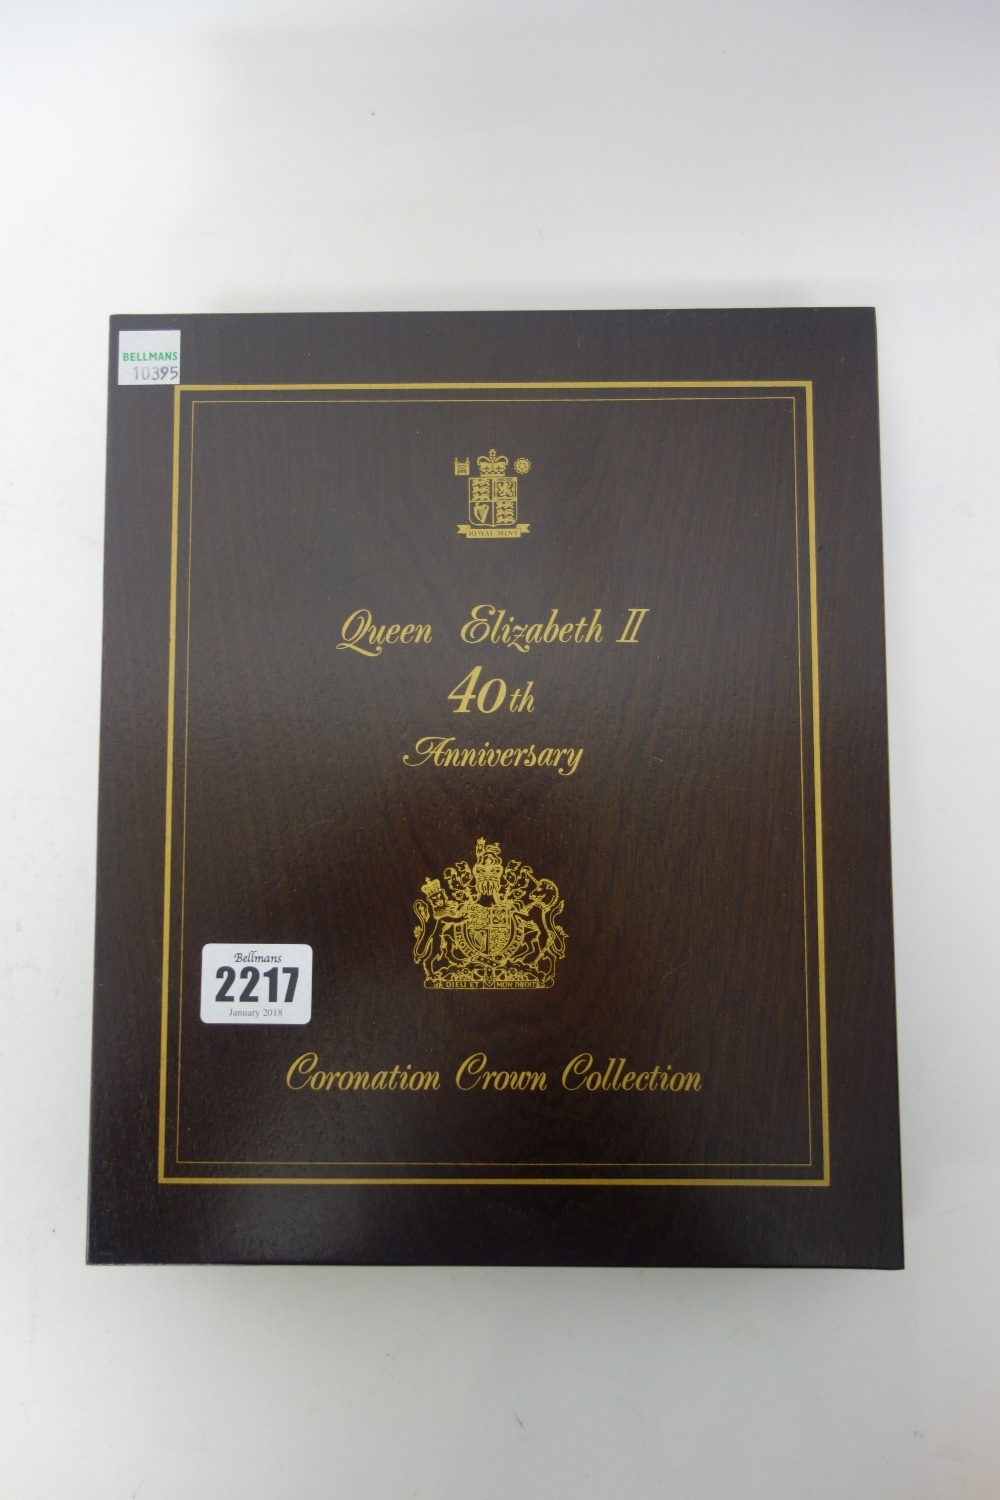 BELLMANS
10395
ROYAL MINT
Queen Elizabeth II
40th
Anniversary
DIEU ET MON DROIT
Bellmans
2217
January 2018
Coronation Crown Collection